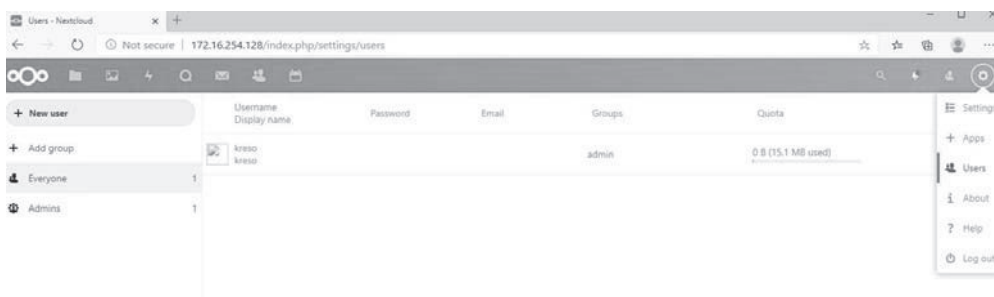 Users - Nextcloud
Not secure | 172.16.254.128/index.php/settings/users
+ New user
Username
Display name
Password
Email
Groups
Quota
Settings
+ Add group
kreso
kreso
admin
0 B (15.1 MB used)
+ Apps
Everyone 1
Users
Admins 1
About
? Help
Log out